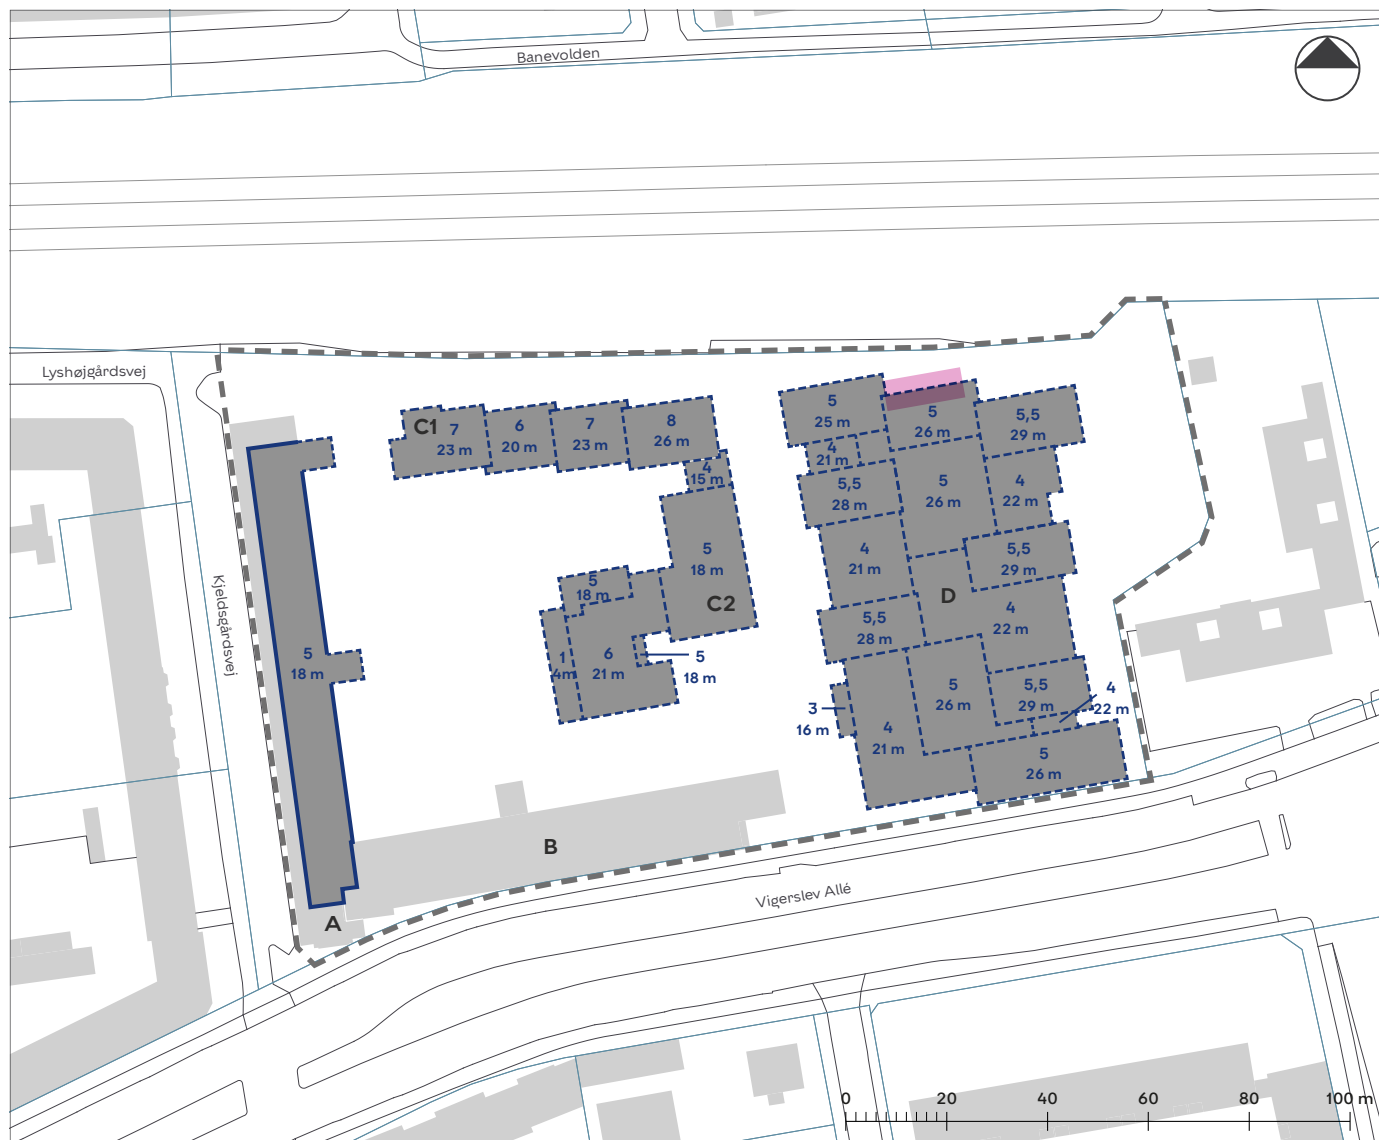 Banevolden
Lyshøjgårdsvej
Kjeldsgårdsvej
C1
7
23 m
6
20 m
7
23 m
8
26 m
4
15 m
5
18 m
C2
5
18 m
1
4m
6
21 m
5
18 m
5
18 m
A
B
5
25 m
5
26 m
5,5
29 m
4
21 m
5,5
28 m
5
26 m
4
22 m
4
21 m
5,5
29 m
D
5,5
28 m
4
22 m
3
16 m
4
21 m
5
26 m
5,5
29 m
4
22 m
5
26 m
Vigerslev Allé
0 20 40 60 80 100 m